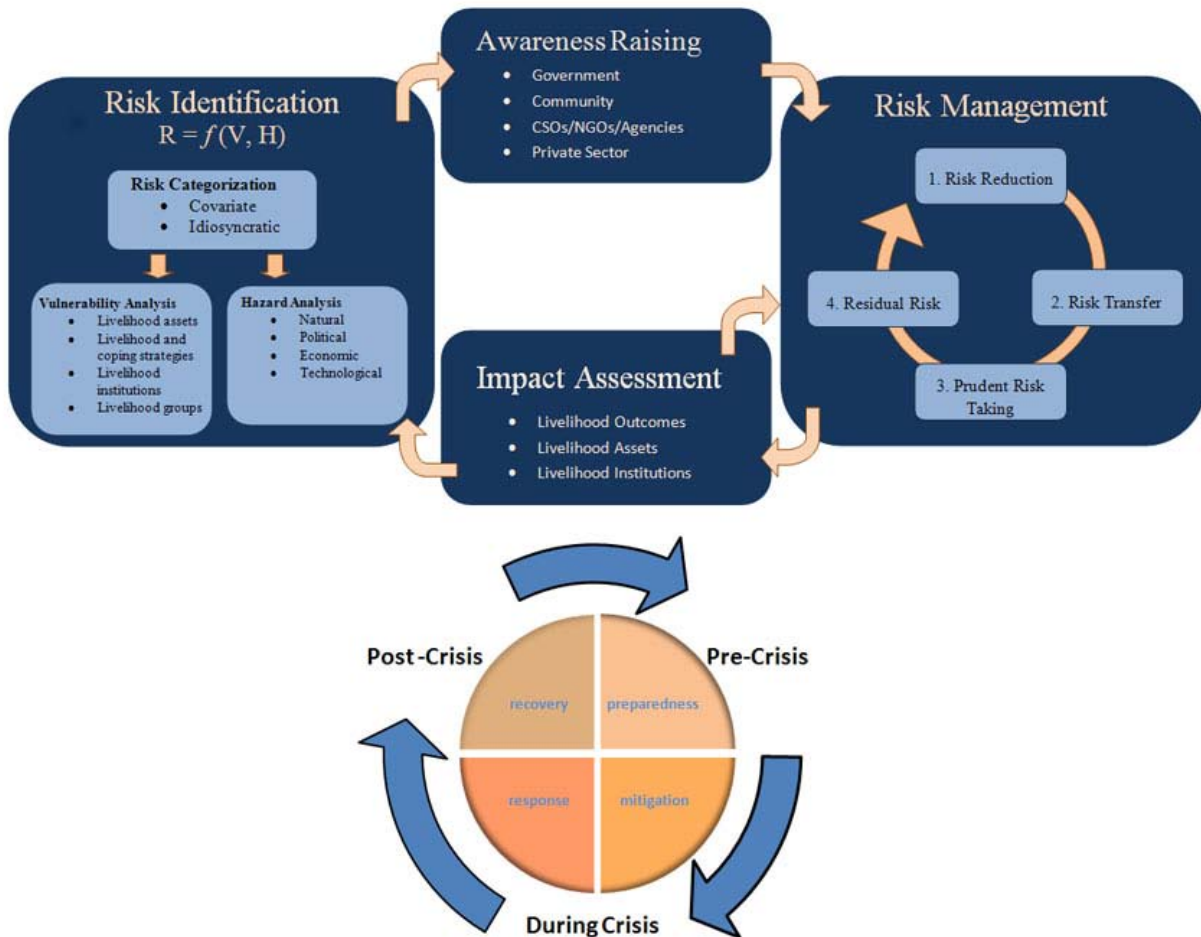 Awareness Raising
• Government
• Community
• CSOs/NGOs/Agencies
• Private Sector
Risk Identification
R = f (V, H)
Risk Categorization
• Covariate
• Idiosyncratic
Vulnerability Analysis
• Livelihood assets
• Livelihood and
coping strategies
• Livelihood
institutions
• Livelihood groups
Hazard Analysis
• Natural
• Political
• Economic
• Technological
Risk Management
1. Risk Reduction
2. Risk Transfer
3. Prudent Risk
Taking
4. Residual Risk
Impact Assessment
• Livelihood Outcomes
• Livelihood Assets
• Livelihood Institutions
Post-Crisis
Pre-Crisis
recovery
preparedness
response
mitigation
During Crisis